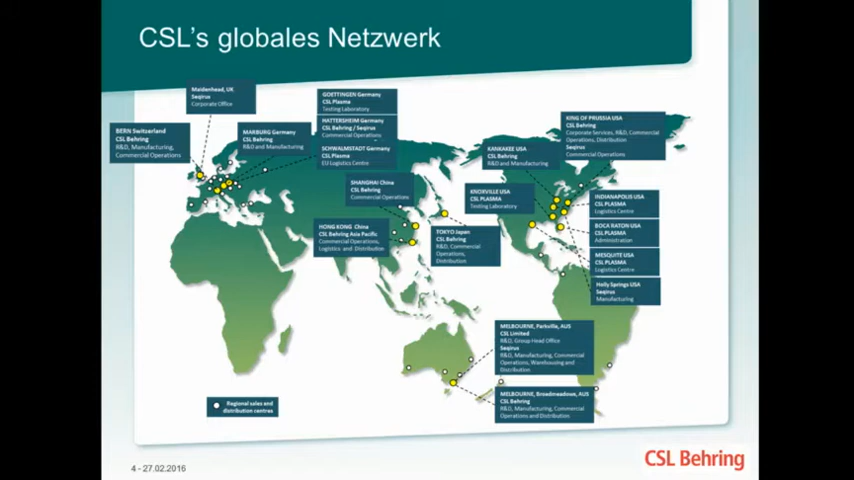 CSL's globales Netzwerk
Maidenhead, UK
Seqirus
Corporate Office
GOETTINGEN Germany
CSL Plasma
Testing Laboratory
HATTERSHEIM Germany
CSL Behring / Seqirus
Commercial Operations
SCHWALMSTADT Germany
CSL Plasma
EU Logistics Centre
BERN Switzerland
CSL Behring
R&D, Manufacturing,
Commercial Operations
MARBURG Germany
CSL Behring
R&D and Manufacturing
SHANGHAI China
CSL Behring
Commercial Operations
HONG KONG China
CSL Behring Asia Pacific
Commercial Operations,
Logistics and Distribution
TOKYO Japan
CSL Behring
R&D, Commercial
Operations,
Distribution
KING OF PRUSSIA USA
CSL Behring
Corporate Services, R&D, Commercial
Operations, Distribution
Seqirus
Commercial Operations
KANKAKEE USA
CSL Behring
R&D and Manufacturing
KNOXVILLE USA
CSL PLASMA
Testing Laboratory
INDIANAPOLIS USA
CSL PLASMA
Logistics Centre
BOCA RATON USA
CSL PLASMA
Administration
MESQUITE USA
CSL PLASMA
Logistics Centre
Holly Springs USA
Seqirus
Manufacturing
MELBOURNE, Parkville, AUS
CSL Limited
R&D, Group Head Office
Seqirus
R&D, Manufacturing, Commercial
Operations, Warehousing and
Distribution
MELBOURNE, Broadmeadows, AUS
CSL Behring
R&D, Manufacturing, Commercial
Operations and Distribution
Regional sales and
distribution centres
4 - 27.02.2016
CSL Behring